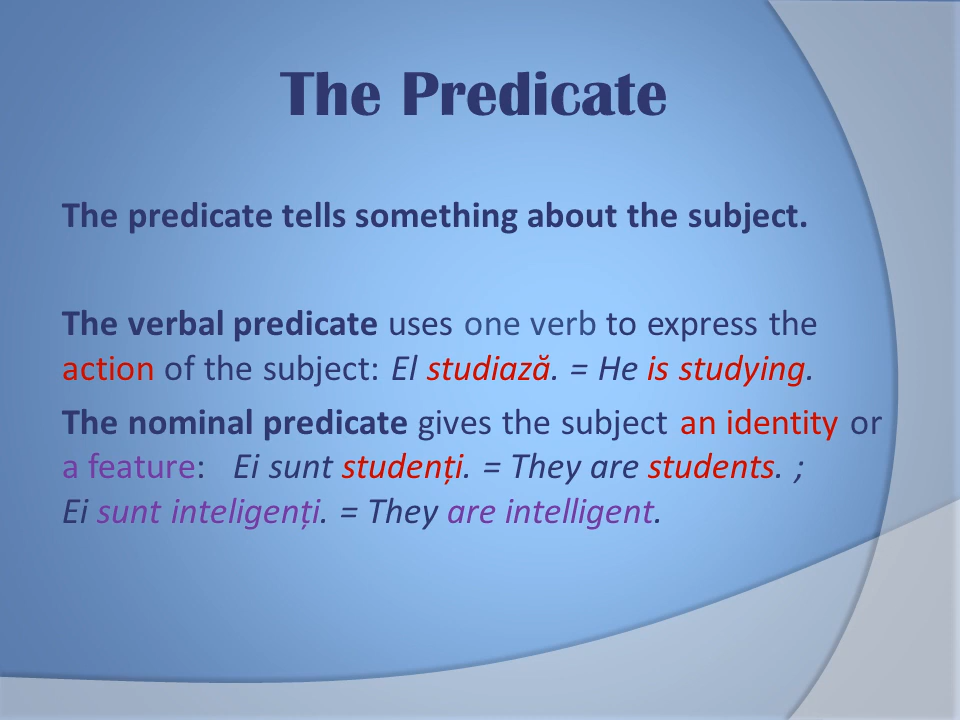 The Predicate
The predicate tells something about the subject.
The verbal predicate uses one verb to express the
action of the subject: El studiază. = He is studying.
The nominal predicate gives the subject an identity or
a feature: Ei sunt studenți. = They are students. ;
Ei sunt inteligenți. = They are intelligent.